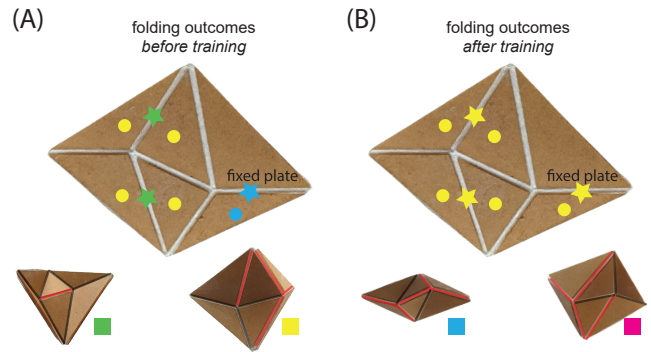 (A)
folding outcomes
before training
fixed plate
(B)
folding outcomes
after training
fixed plate